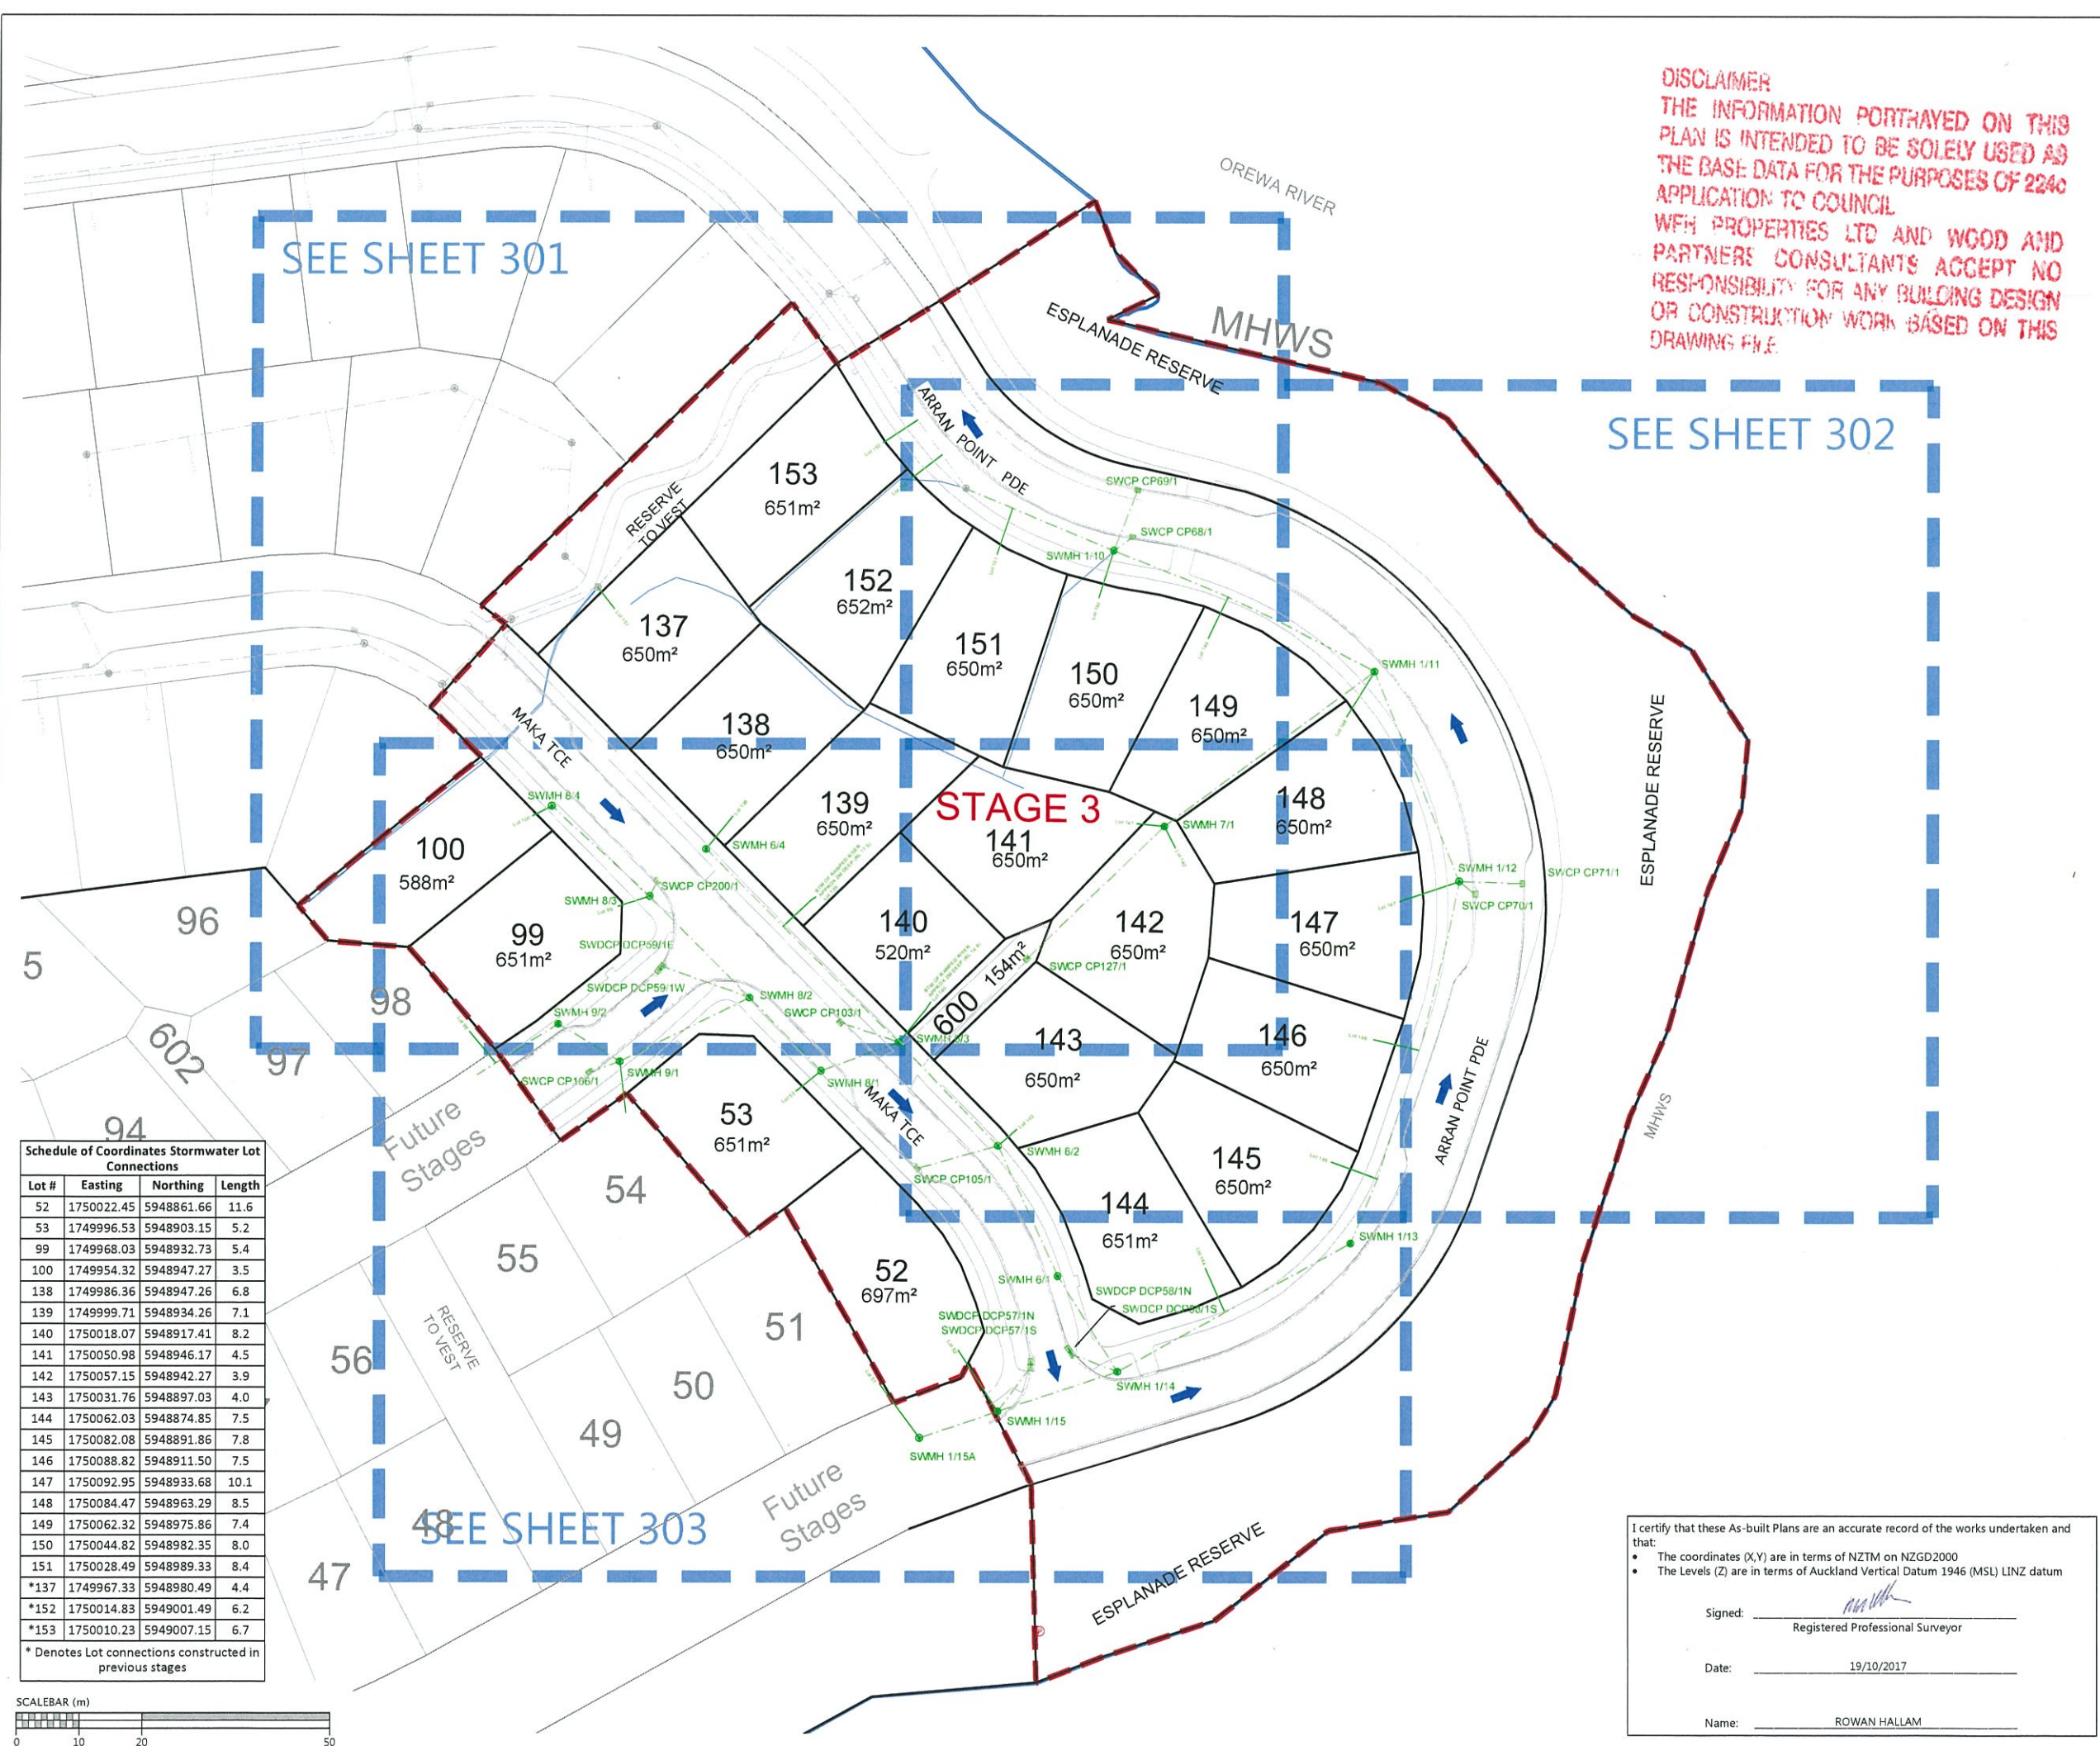 DISCLAIMER
THE INFORMATION PORTRAYED ON THIS
PLAN IS INTENDED TO BE SOLELY USED AS
THE BASE DATA FOR THE PURPOSES OF 224c
APPLICATION TO COUNCIL
WFH PROPERTIES LTD AND WOOD AND
PARTNERS CONSULTANTS ACCEPT NO
RESPONSIBILITY FOR ANY BUILDING DESIGN
OR CONSTRUCTION WORK BASED ON THIS
DRAWING FILE
OREWA RIVER
SEE SHEET 301
ESPLANADE RESERVE
MHWS
SEE SHEET 302
ARRAN POINT PDE
153
651m²
SWCP CP69/1
SWCP CP68/1
SWMH 1/10
RESERVE
TO VEST
152
652m²
137
650m²
151
650m²
150
650m²
149
650m²
SWMH 1/11
138
650m²
MAKA TCE
139
650m²
STAGE 3
141
650m²
148
650m²
SWMH 7/1
SWMH 8/4
SWMH 6/4
100
588m²
SWCP CP200/1
SWMH 8/3
SWMH 1/12
SWCP CP71/1
SWCP CP70/1
ESPLANADE RESERVE
96
5
99
651m²
SWDCP DCP59/1E
SWDCP DCP59/1W
140
520m²
142
650m²
147
650m²
SWCP CP127/1
600 154m²
98
SWMH 9/2
SWMH 8/2
SWCP CP103/1
602
97
143
650m²
146
650m²
SWCP CP106/1
SWMH 9/1
SWMH 8/1
MAKA TCE
53
651m²
ARRAN POINT PDE
MHWS
94
Future
Stages
SWMH 6/2
SWCP CP105/1
54
145
650m²
144
651m²
55
52
697m²
SWMH 1/13
SWMH 6/1
SWDCP DCP58/1N
SWDCP DCP57/1N
SWDCP DCP57/1S
51
RESERVE
TO VEST
56
50
SWMH 1/14
SWMH 1/15
49
SWMH 1/15A
Future
Stages
48
SEE SHEET 303
47
ESPLANADE RESERVE
Schedule of Coordinates Stormwater Lot
Connections
Lot # Easting Northing Length
52 1750022.45 5948861.66 11.6
53 1749996.53 5948903.15 5.2
99 1749968.03 5948932.73 5.4
100 1749954.32 5948947.27 3.5
138 1749986.36 5948947.26 6.8
139 1749999.71 5948934.26 7.1
140 1750018.07 5948917.41 8.2
141 1750050.98 5948946.17 4.5
142 1750057.15 5948942.27 3.9
143 1750031.76 5948897.03 4.0
144 1750062.03 5948874.85 7.5
145 1750082.08 5948891.86 7.8
146 1750088.82 5948911.50 7.5
147 1750092.95 5948933.68 10.1
148 1750084.47 5948963.29 8.5
149 1750062.32 5948975.86 7.4
150 1750044.82 5948982.35 8.0
151 1750028.49 5948989.33 8.4
*137 1749967.33 5948980.49 4.4
*152 1750014.83 5949001.49 6.2
*153 1750010.23 5949007.15 6.7
* Denotes Lot connections constructed in
previous stages
SCALEBAR (m)
0 10 20 50
I certify that these As-built Plans are an accurate record of the works undertaken and
that:
• The coordinates (X,Y) are in terms of NZTM on NZGD2000
• The Levels (Z) are in terms of Auckland Vertical Datum 1946 (MSL) LINZ datum
Signed:
Registered Professional Surveyor
Date: 19/10/2017
Name: ROWAN HALLAM